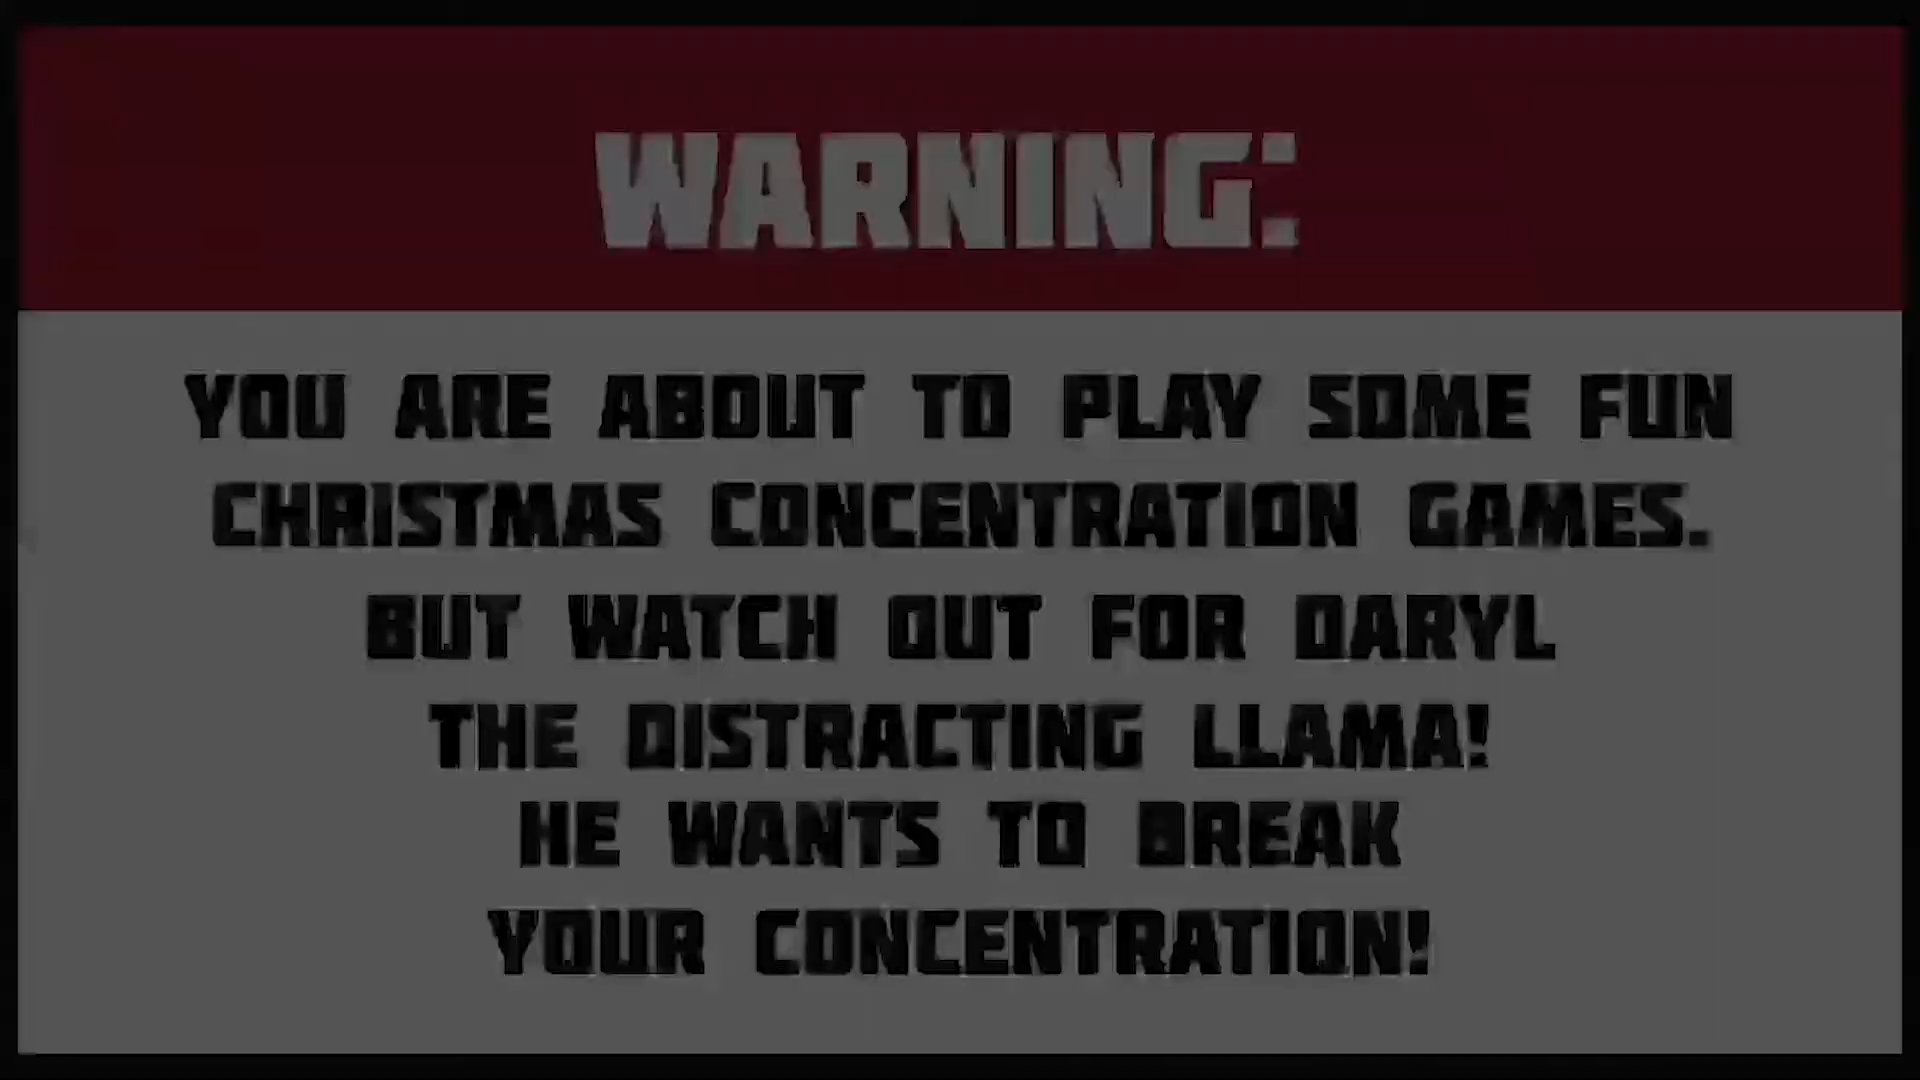 WARNING:
YOU ARE ABOUT TO PLAY SOME FUN
CHRISTMAS CONCENTRATION GAMES.
BUT WATCH OUT FOR DARYL
THE DISTRACTING LLAMA!
HE WANTS TO BREAK
YOUR CONCENTRATION!